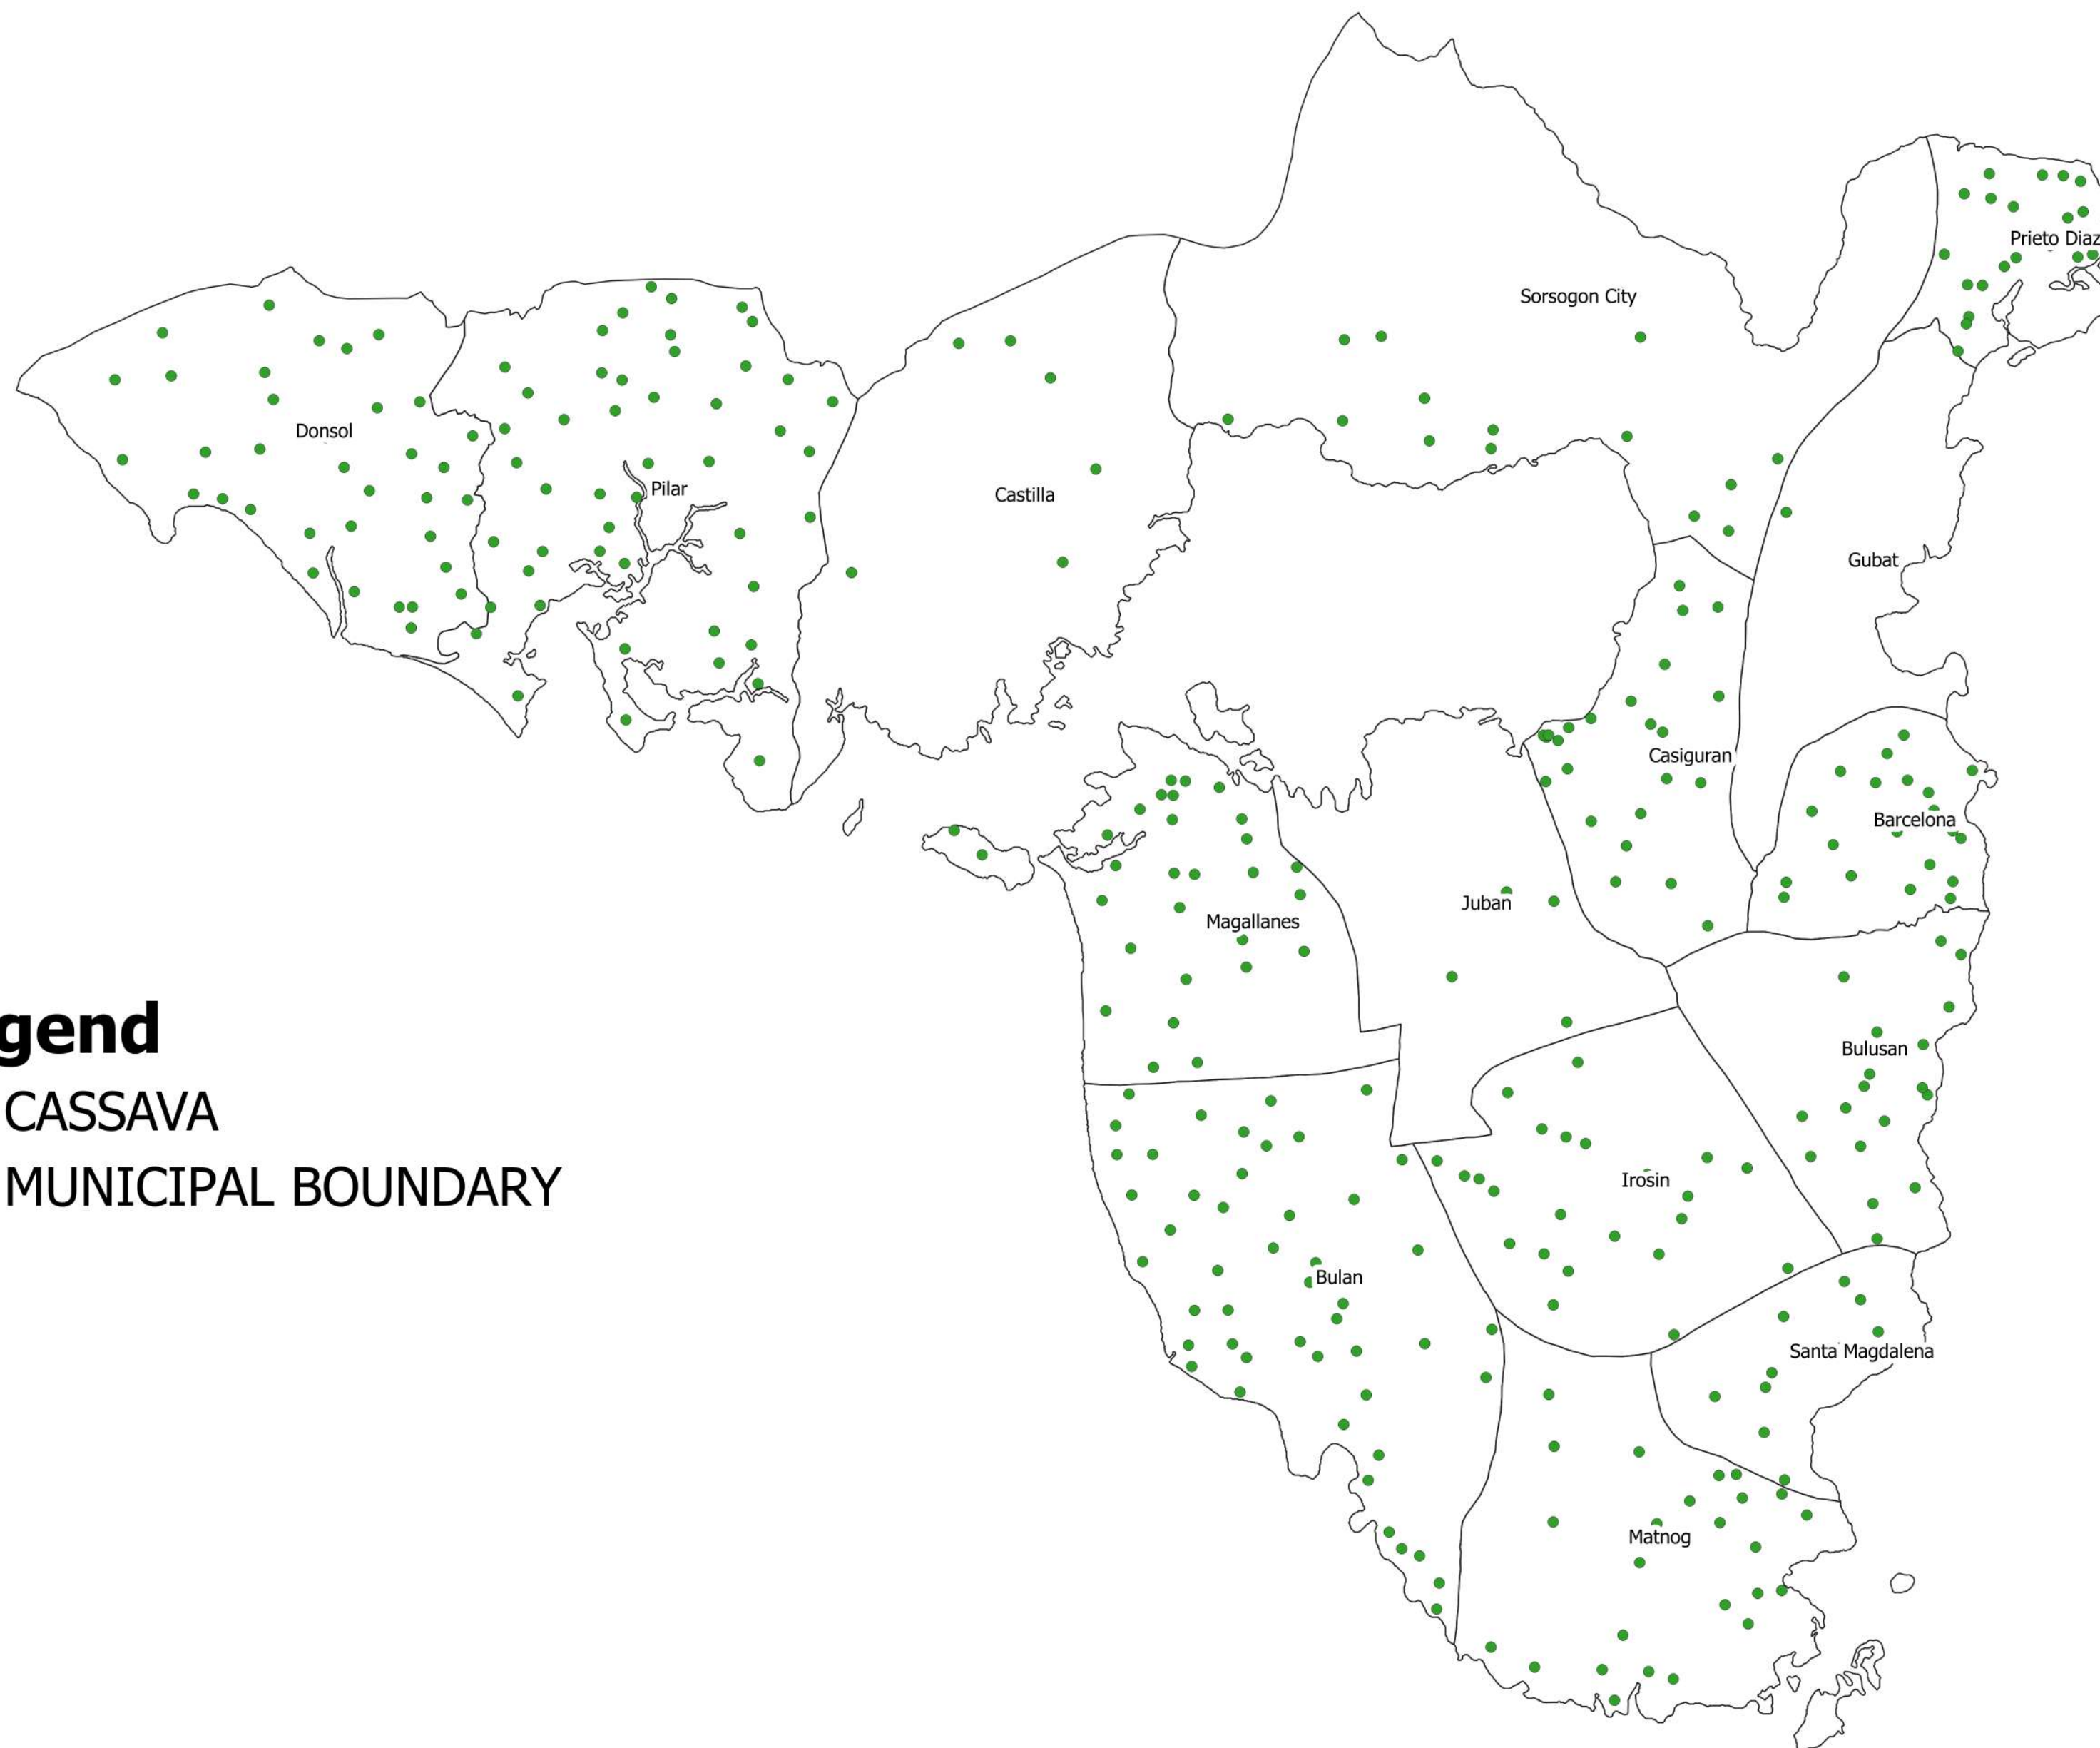 Sorsogon City
Prieto Diaz
Donsol
Pilar
Castilla
Gubat
Casiguran
Barcelona
Juban
Magallanes
gend
Bulusan
CASSAVA
MUNICIPAL BOUNDARY
Irosin
Bulan
Santa Magdalena
Matnog